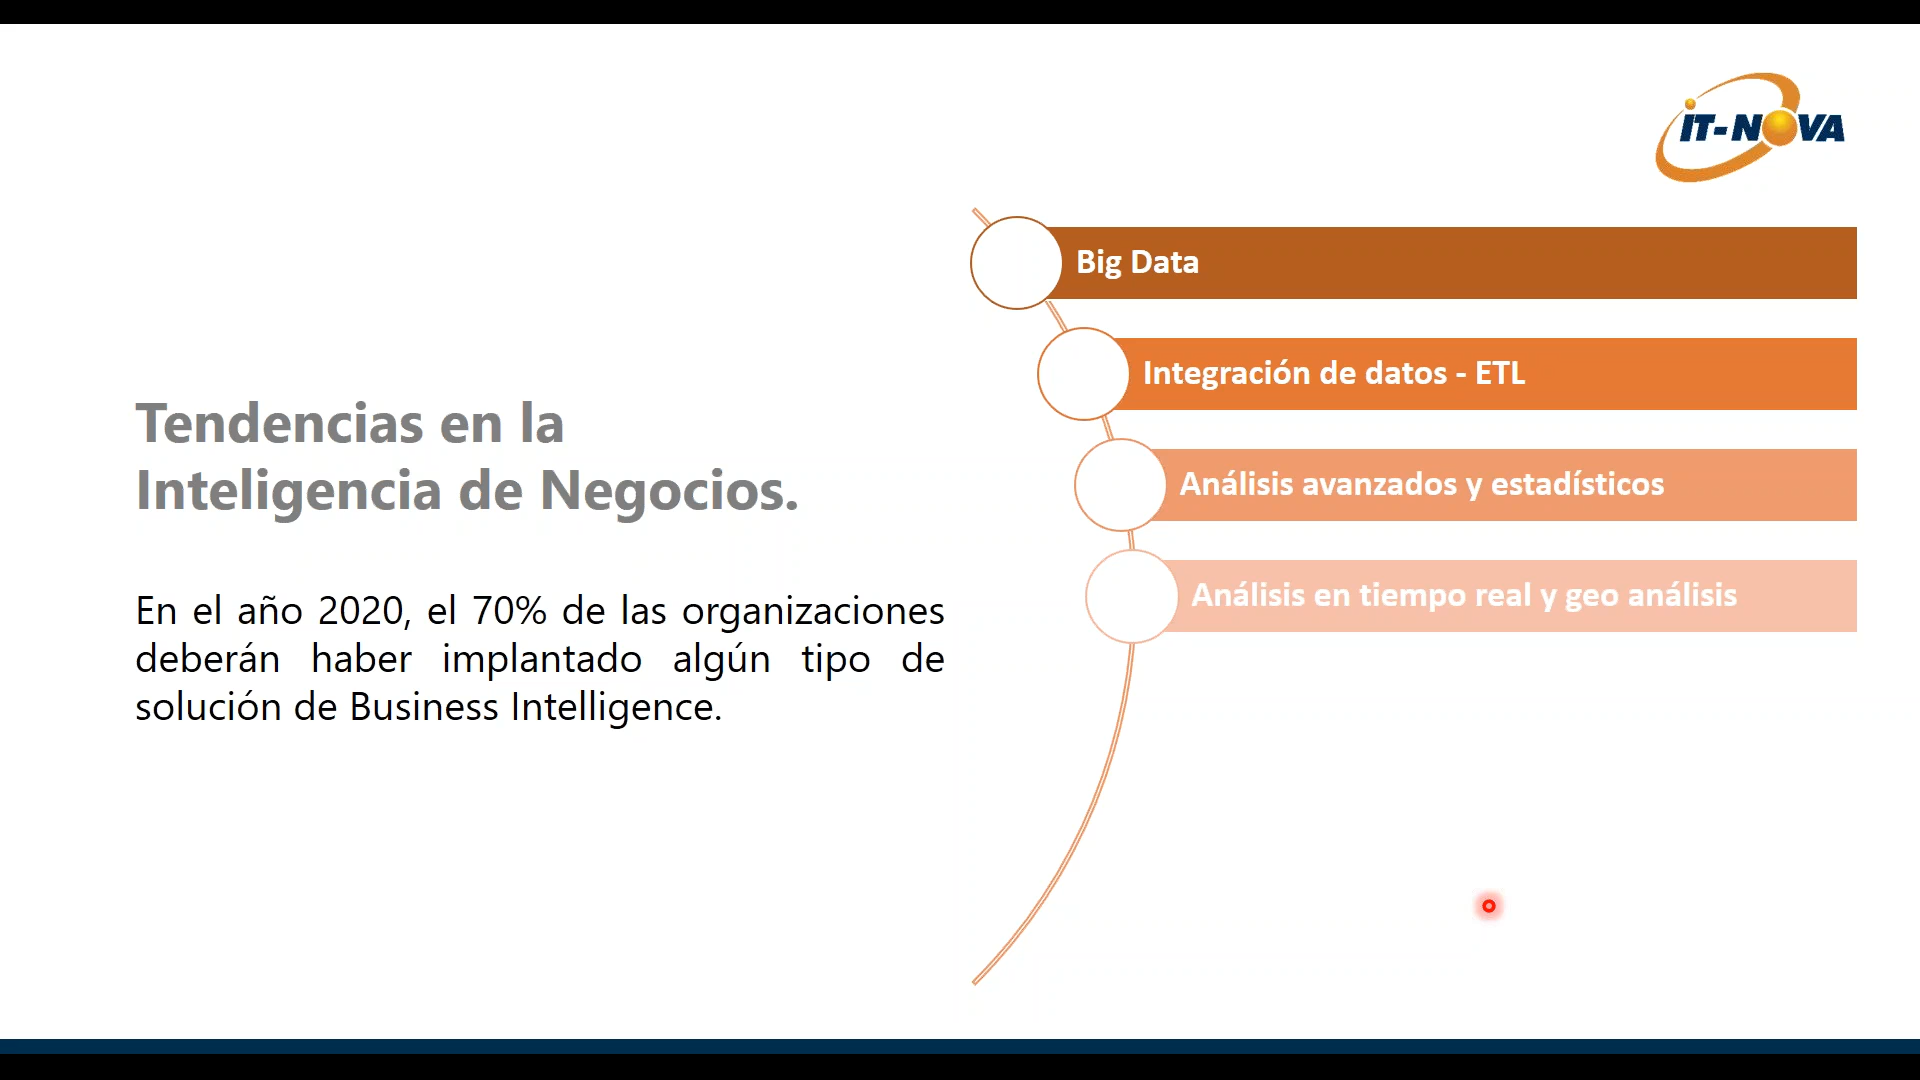 IT-NOVA
Big Data
Integración de datos - ETL
Análisis avanzados y estadísticos
Análisis en tiempo real y geo análisis
Tendencias en la
Inteligencia de Negocios.
En el año 2020, el 70% de las organizaciones
deberán haber implantado algún tipo de
solución de Business Intelligence.